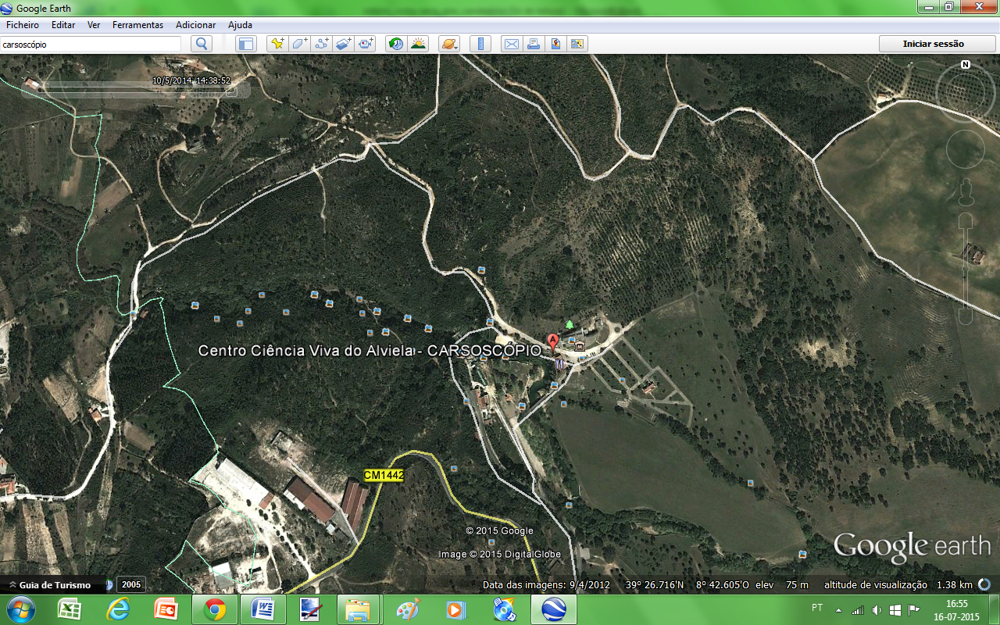 Google Earth
Ficheiro Editar Ver Ferramentas Adicionar Ajuda
carsoscópio
Iniciar sessão
10/5/2014 14:38:52
N
A
Centro Ciência Viva do Alviela - CARSOSCÓPIO
CM1442
© 2015 Google
Image © 2015 DigitalGlobe
Google earth
Guia de Turismo
2005
Data das imagens: 9/4/2012 39° 26.716'N 8° 42.605'O elev 75 m altitude de visualização 1.38 km
PT
16:55
16-07-2015